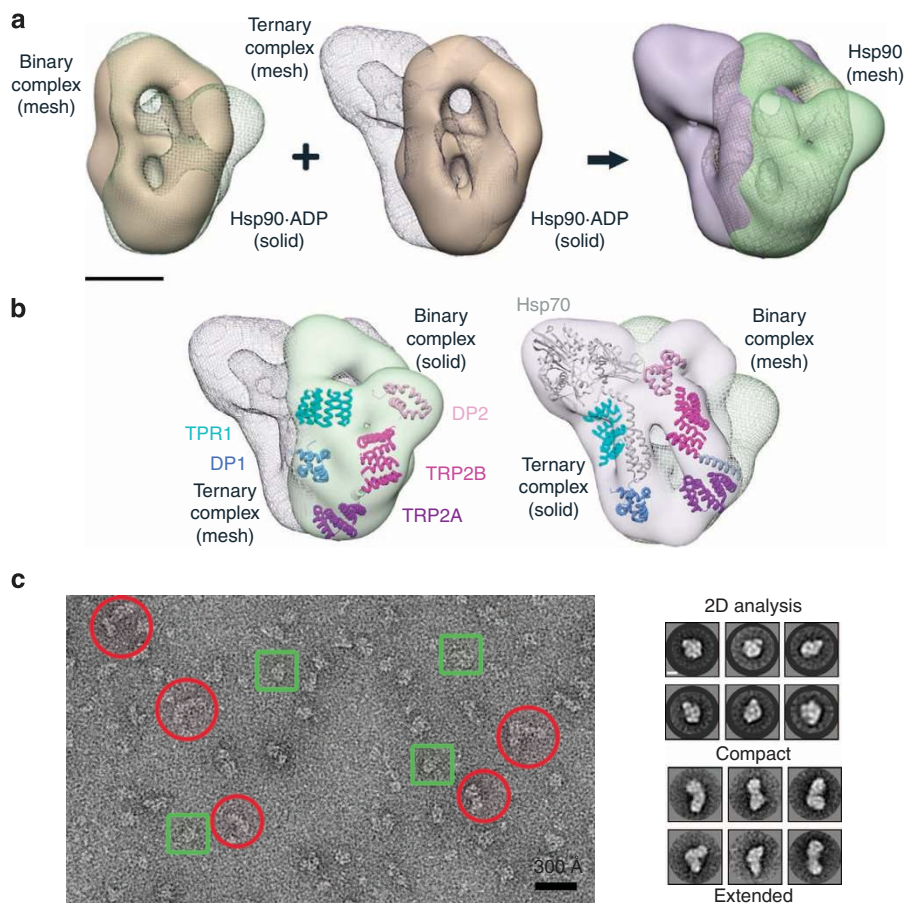 a
Binary
complex
(mesh)
Hsp90·ADP
(solid)
Ternary
complex
(mesh)
Hsp90·ADP
(solid)
Hsp90
(mesh)
b
Binary
complex
(solid)
TPR1
DP1
DP2
TRP2B
TRP2A
Ternary
complex
(mesh)
Hsp70
Binary
complex
(mesh)
Ternary
complex
(solid)
c
300 Å
2D analysis
Compact
Extended